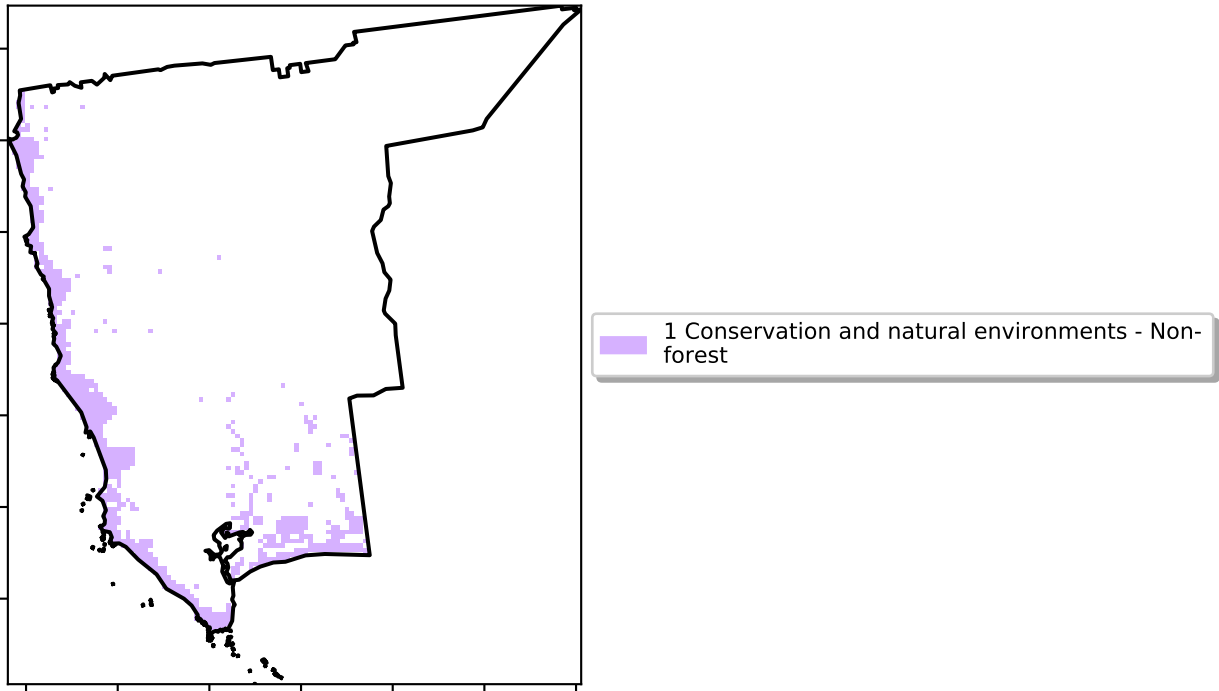 1 Conservation and natural environments - Non-
forest